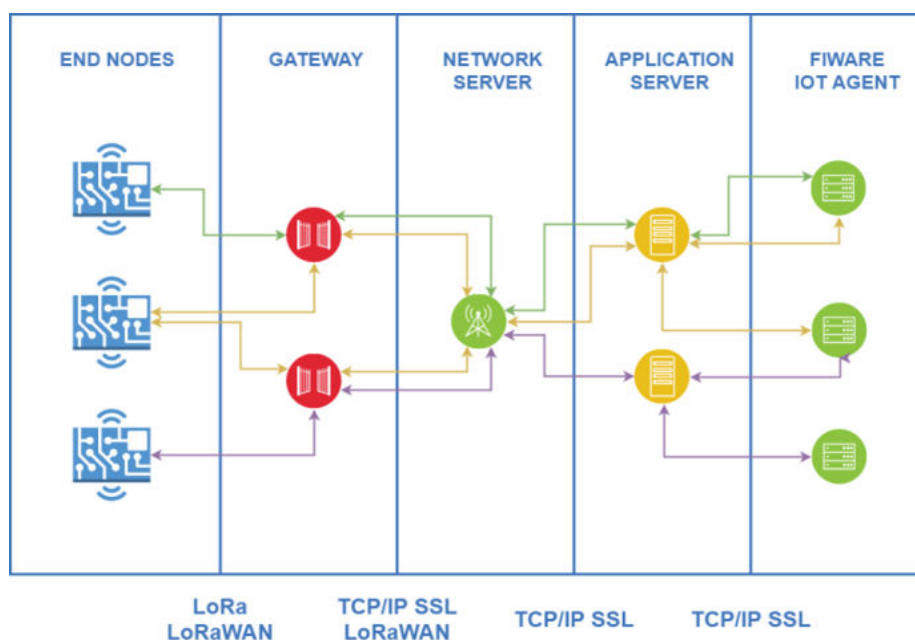 END NODES
GATEWAY
NETWORK
SERVER
APPLICATION
SERVER
FIWARE
IOT AGENT
LoRa
LoRaWAN
TCP/IP SSL
LoRaWAN
TCP/IP SSL
TCP/IP SSL